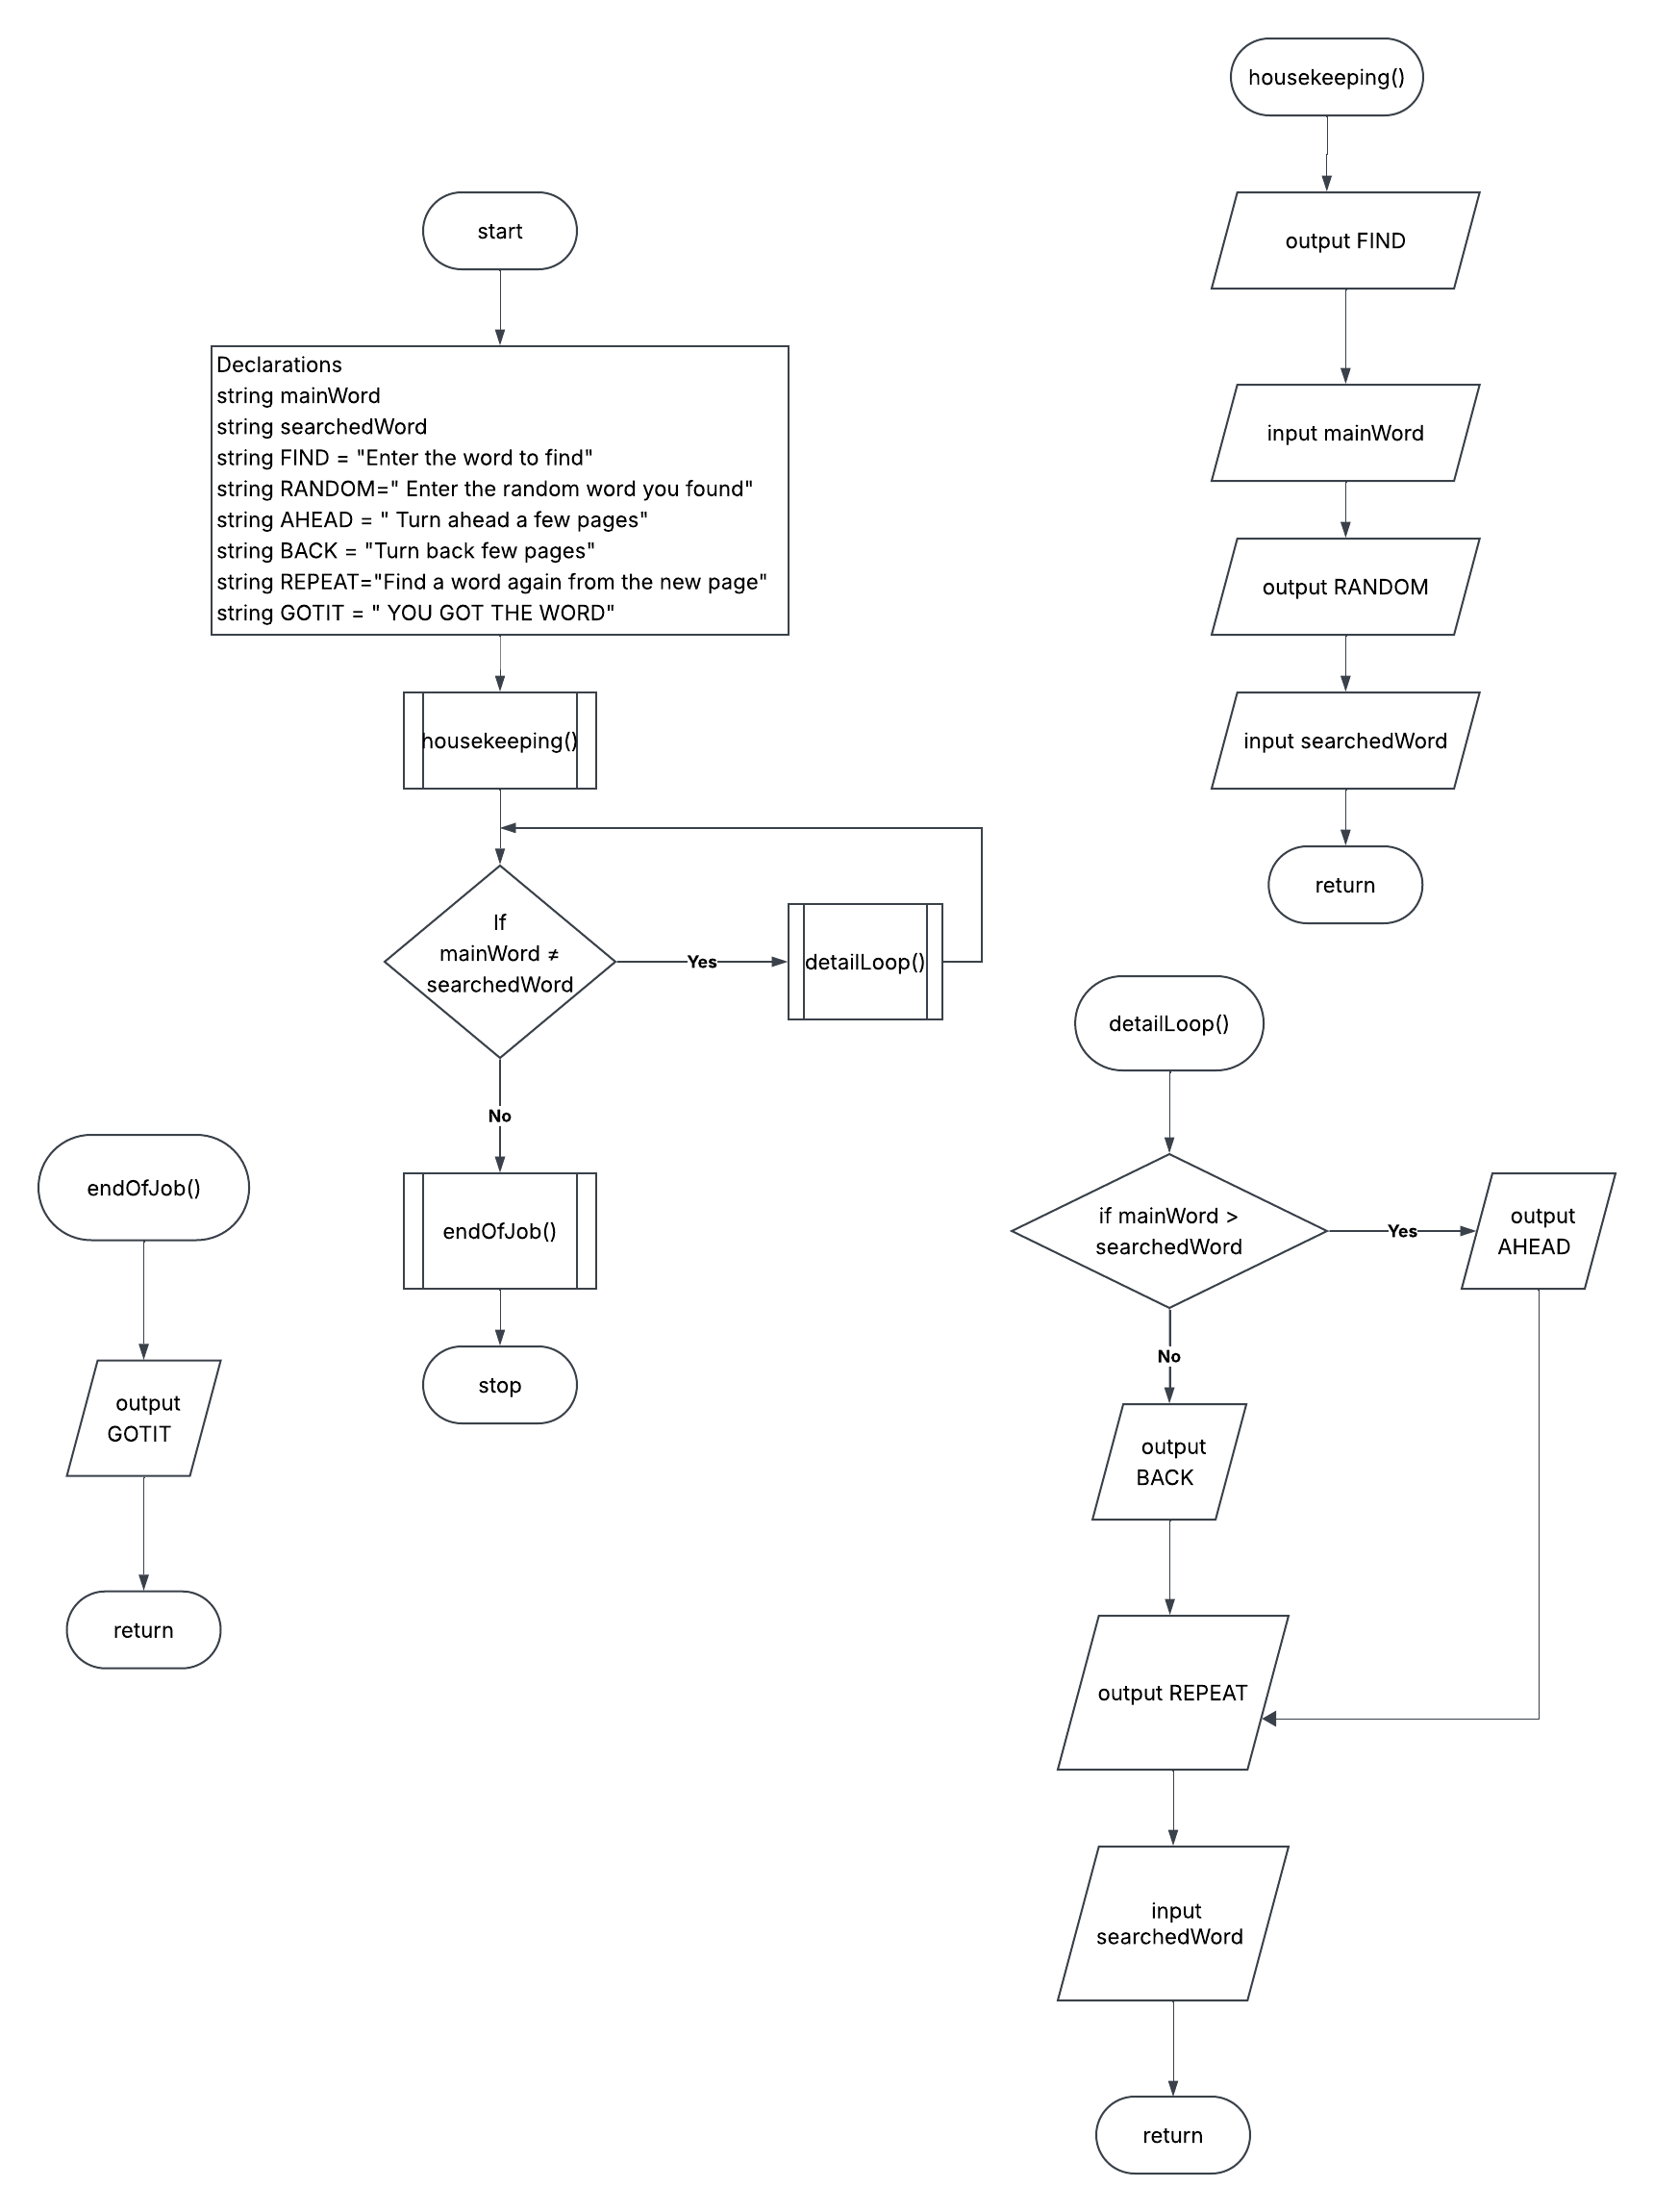 start
Declarations
string mainWord
string searchedWord
string FIND = "Enter the word to find"
string RANDOM=" Enter the random word you found"
string AHEAD = " Turn ahead a few pages"
string BACK = "Turn back few pages"
string REPEAT="Find a word again from the new page"
string GOTIT = " YOU GOT THE WORD"
housekeeping()
If
mainWord ≠
searchedWord
Yes
detailLoop()
No
endOfJob()
stop
housekeeping()
output FIND
input mainWord
output RANDOM
input searchedWord
return
detailLoop()
if mainWord >
searchedWord
Yes
output
AHEAD
No
output
BACK
output REPEAT
input
searchedWord
return
endOfJob()
output
GOTIT
return